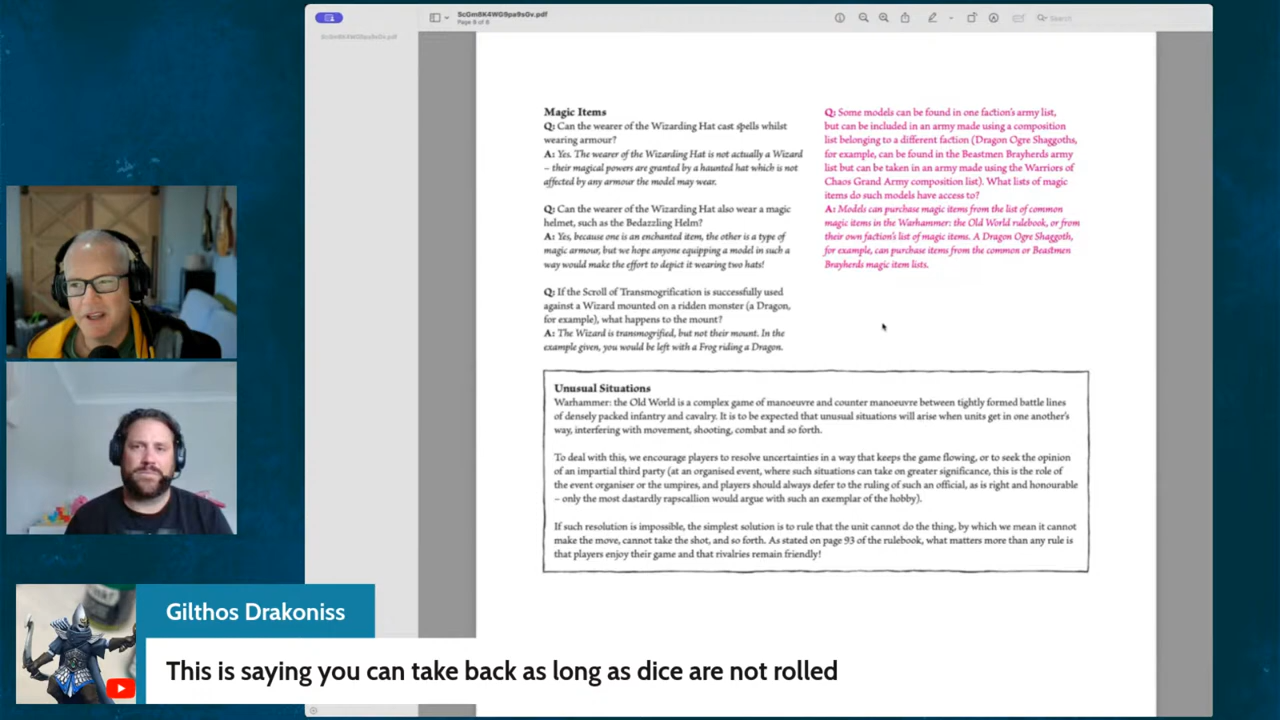 ScGm8K4WG9pa9sGv.pdf
Page 8 of 8
Search
ScGm8K4WG9pa9sGv.pdf
Magic Items
Q: Can the wearer of the Wizarding Hat cast spells whilst
wearing armour?
A: Yes. The wearer of the Wizarding Hat is not actually a Wizard
– their magical powers are granted by a haunted hat which is not
affected by any armour the model may wear.
Q: Can the wearer of the Wizarding Hat also wear a magic
helmet, such as the Bedazzling Helm?
A: Yes, because one is an enchanted item, the other is a type of
magic armour, but we hope anyone equipping a model in such a
way would make the effort to depict it wearing two hats!
Q: If the Scroll of Transmogrification is successfully used
against a Wizard mounted on a ridden monster (a Dragon,
for example), what happens to the mount?
A: The Wizard is transmogrified, but not their mount. In the
example given, you would be left with a Frog riding a Dragon.
Q: Some models can be found in one faction's army list,
but can be included in an army made using a composition
list belonging to a different faction (Dragon Ogre Shaggoths,
for example, can be found in the Beastmen Brayherds army
list but can be taken in an army made using the Warriors of
Chaos Grand Army composition list). What lists of magic
items do such models have access to?
A: Models can purchase magic items from the list of common
magic items in the Warhammer: the Old World rulebook, or from
their own faction's list of magic items. A Dragon Ogre Shaggoth,
for example, can purchase items from the common or Beastmen
Brayherds magic item lists.
Unusual Situations
Warhammer: the Old World is a complex game of manoeuvre and counter manoeuvre between tightly formed battle lines
of densely packed infantry and cavalry. It is to be expected that unusual situations will arise when units get in one another's
way, interfering with movement, shooting, combat and so forth.
To deal with this, we encourage players to resolve uncertainties in a way that keeps the game flowing, or to seek the opinion
of an impartial third party (at an organised event, where such situations can take on greater significance, this is the role of
the event organiser or the umpires, and players should always defer to the ruling of such an official, as is right and honourable
– only the most dastardly rapscallion would argue with such an exemplar of the hobby).
If such resolution is impossible, the simplest solution is to rule that the unit cannot do the thing, by which we mean it cannot
make the move, cannot take the shot, and so forth. As stated on page 93 of the rulebook, what matters more than any rule is
that players enjoy their game and that rivalries remain friendly!
Gilthos Drakoniss
This is saying you can take back as long as dice are not rolled